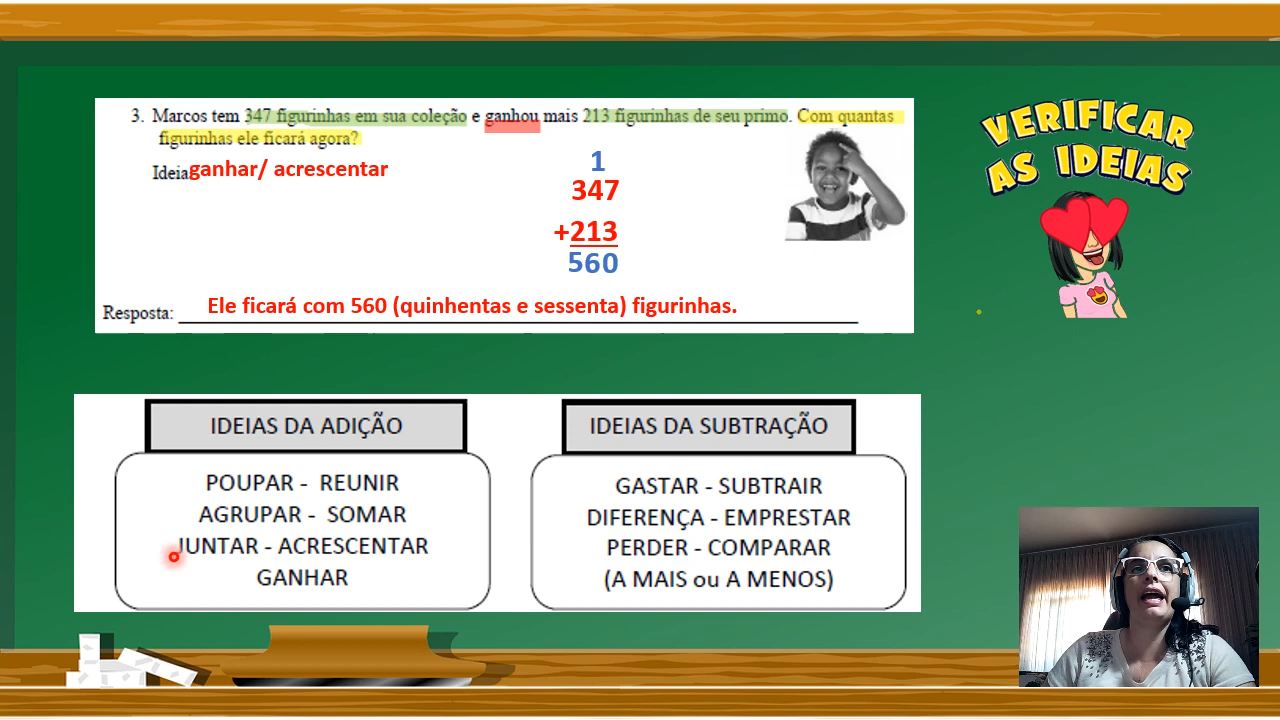 3. Marcos tem 347 figurinhas em sua coleção e ganhou mais 213 figurinhas de seu primo. Com quantas
figurinhas ele ficará agora?
Ideia ganhar/ acrescentar
1
347
+213
560
Resposta: Ele ficará com 560 (quinhentas e sessenta) figurinhas.
VERIFICAR
AS IDEIAS
IDEIAS DA ADIÇÃO
POUPAR - REUNIR
AGRUPAR - SOMAR
JUNTAR - ACRESCENTAR
GANHAR
IDEIAS DA SUBTRAÇÃO
GASTAR - SUBTRAIR
DIFERENÇA - EMPRESTAR
PERDER - COMPARAR
(A MAIS ou A MENOS)